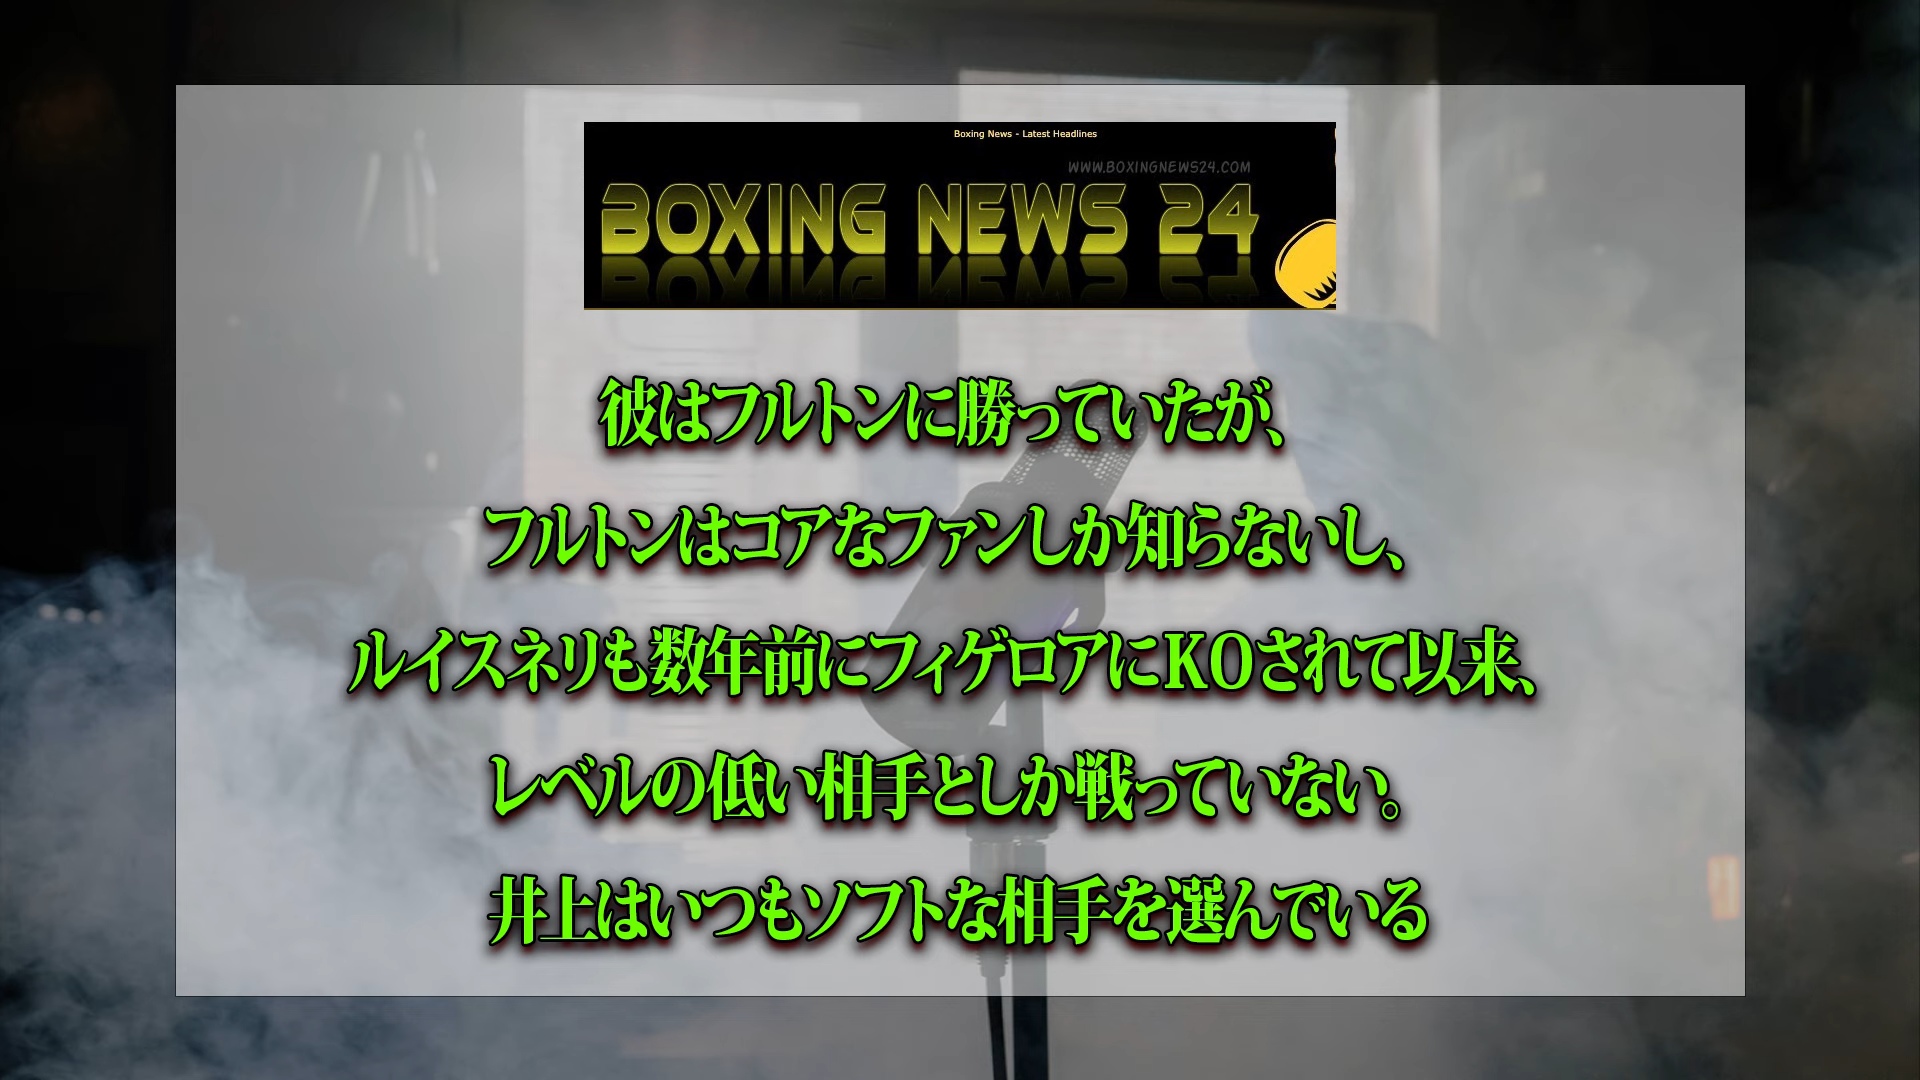 Boxing News - Latest Headlines
WWW.BOXINGNEWS24.COM
BOXING NEWS 24
彼はフルトンに勝っていたが、
フルトンはコアなファンしか知らないし、
ルイスネリも数年前にフィゲロアにKOされて以来、
レベルの低い相手としか戦っていない。
井上はいつもソフトな相手を選んでいる